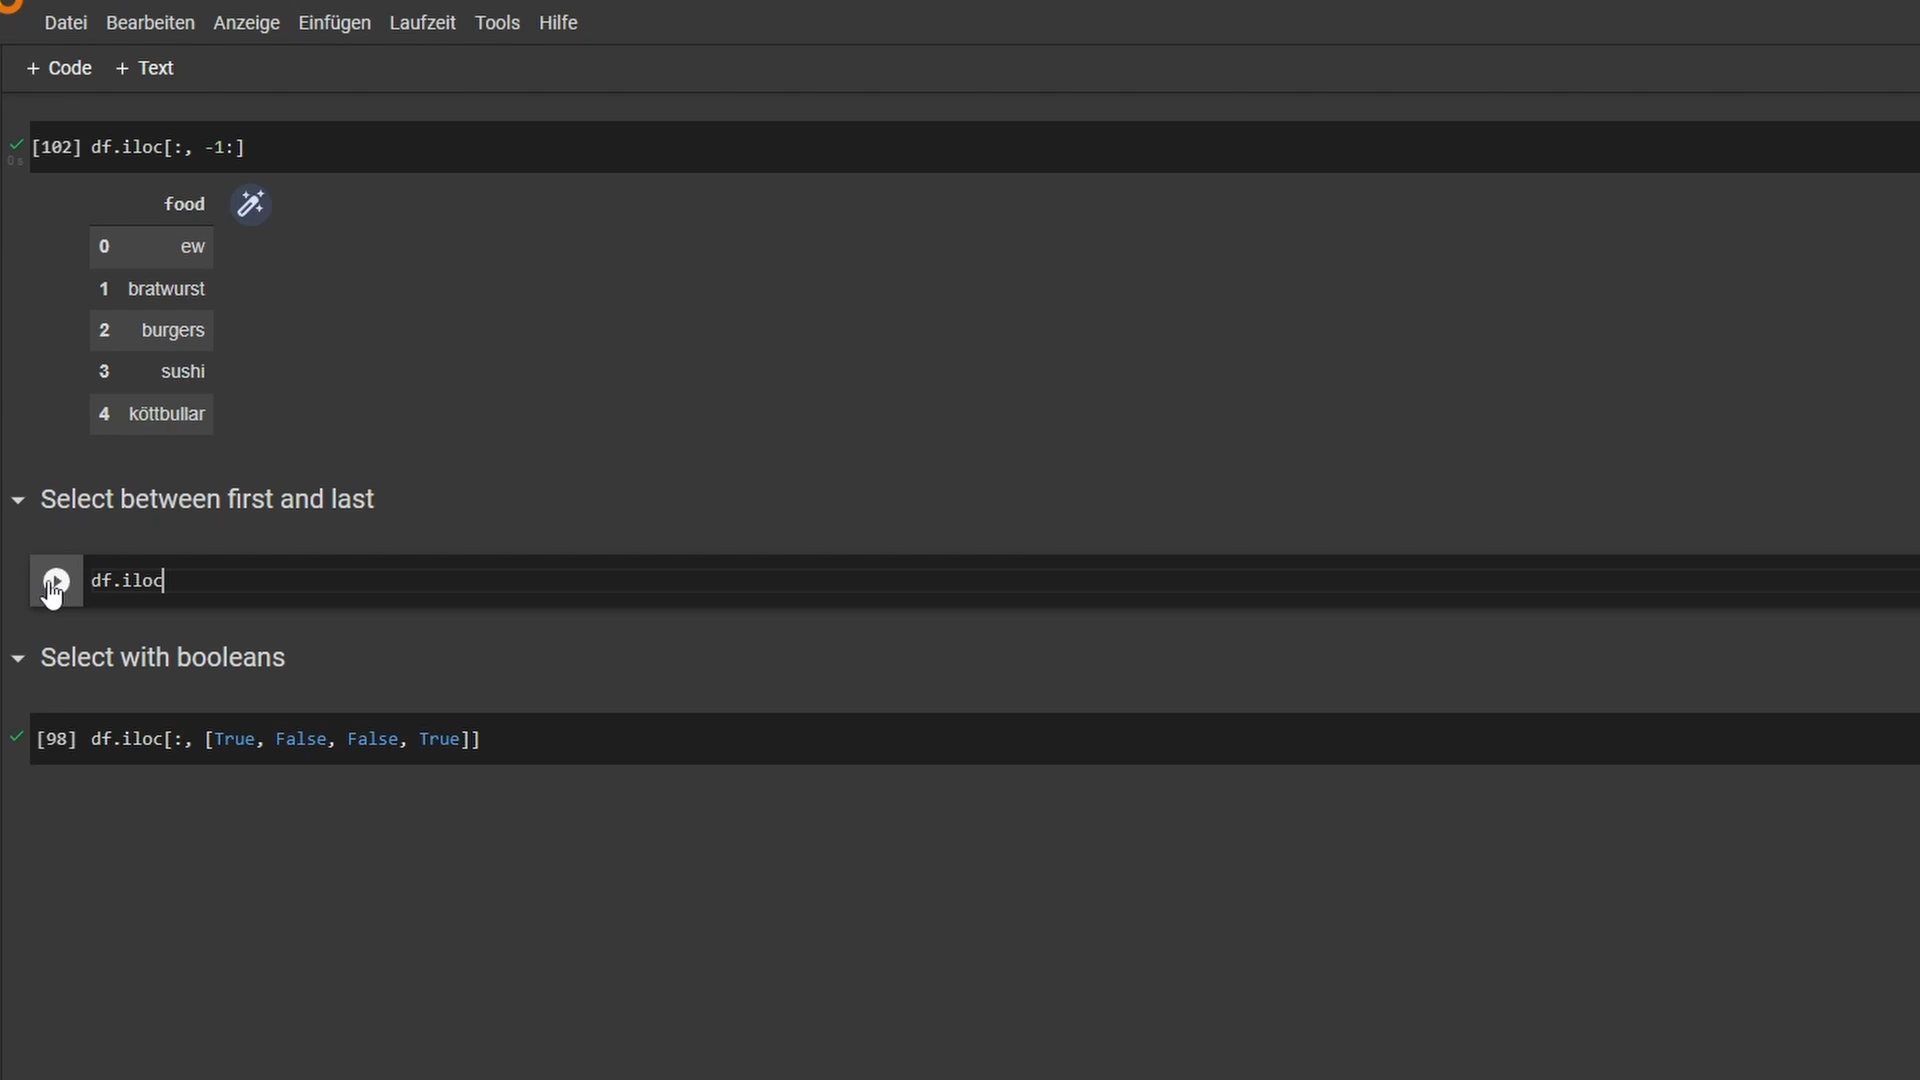 Datei Bearbeiten Anzeige Einfügen Laufzeit Tools Hilfe
+ Code + Text
[102] df.iloc[:, -1:]
0s
food
0 ew
1 bratwurst
2 burgers
3 sushi
4 köttbullar
Select between first and last
df.iloc
Select with booleans
[98] df.iloc[:, [True, False, False, True]]